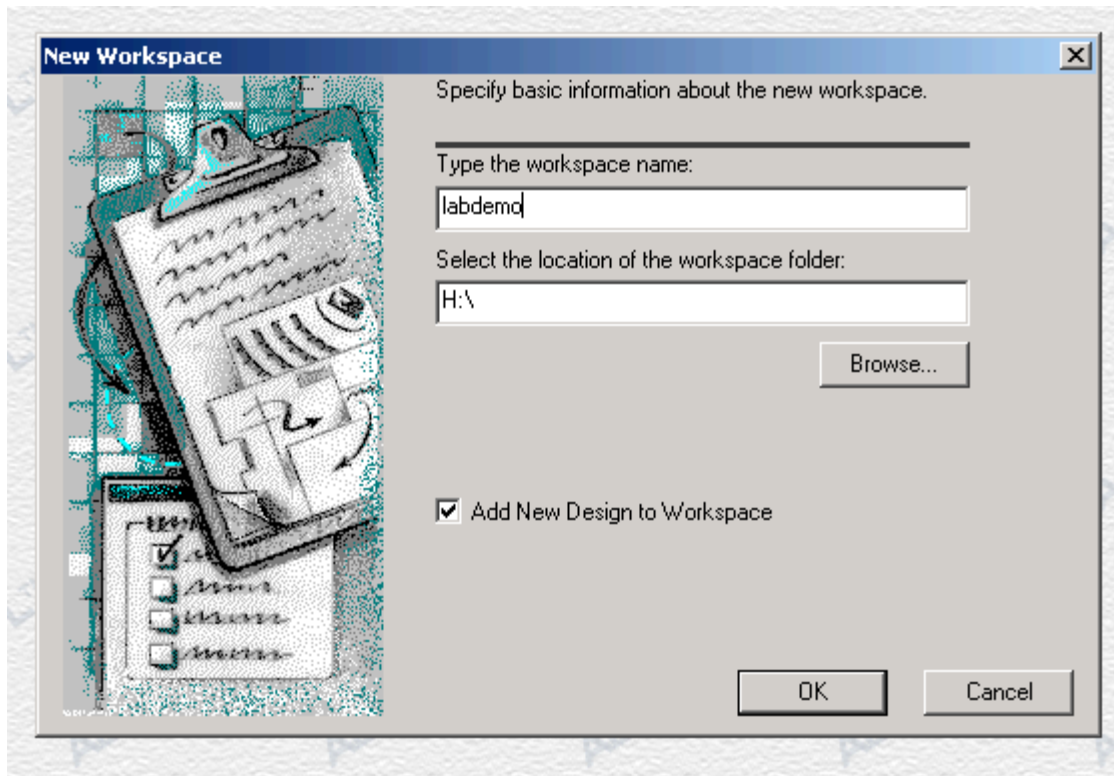 New Workspace
Specify basic information about the new workspace.
Type the workspace name:
labdemo
Select the location of the workspace folder:
H:\
Browse...
Add New Design to Workspace
OK
Cancel